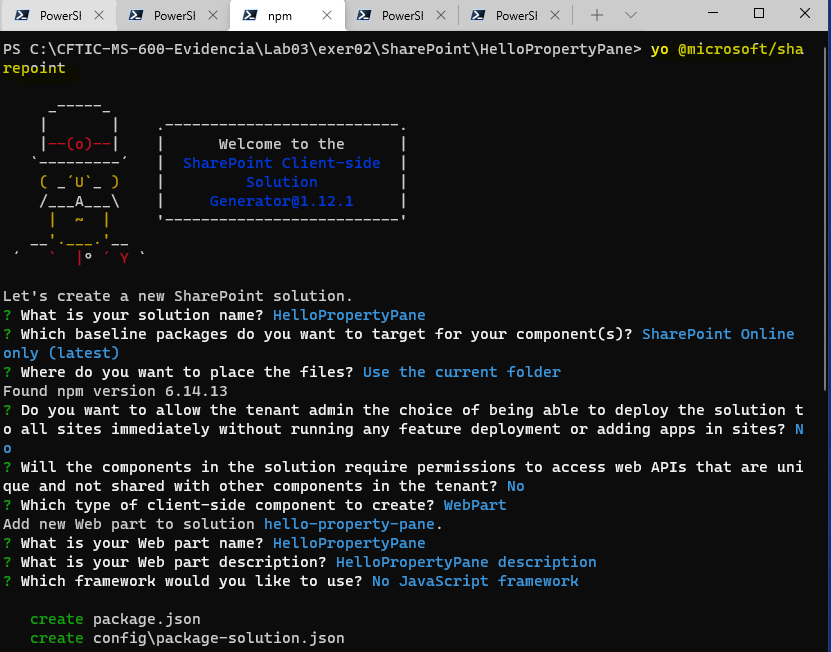 PowerSl
PowerSl
npm
PowerSl
PowerSl
PS C:\CFTIC-MS-600-Evidencia\Lab03\exer02\SharePoint\HelloPropertyPane> yo @microsoft/sha
repoint
     _-----_
    |       |    .--------------------------.
    |--(o)--|    |      Welcome to the      |
   `---------´   |  SharePoint Client-side  |
    ( _´U`_ )    |         Solution         |
    /___A___\    |     Generator@1.12.1     |
     |  ~  |     '--------------------------'
   __'.___.'__
 ´   `  |° ´ Y `
Let's create a new SharePoint solution.
? What is your solution name? HelloPropertyPane
? Which baseline packages do you want to target for your component(s)? SharePoint Online
only (latest)
? Where do you want to place the files? Use the current folder
Found npm version 6.14.13
? Do you want to allow the tenant admin the choice of being able to deploy the solution t
o all sites immediately without running any feature deployment or adding apps in sites? N
o
? Will the components in the solution require permissions to access web APIs that are uni
que and not shared with other components in the tenant? No
? Which type of client-side component to create? WebPart
Add new Web part to solution hello-property-pane.
? What is your Web part name? HelloPropertyPane
? What is your Web part description? HelloPropertyPane description
? Which framework would you like to use? No JavaScript framework
   create package.json
   create config\package-solution.json